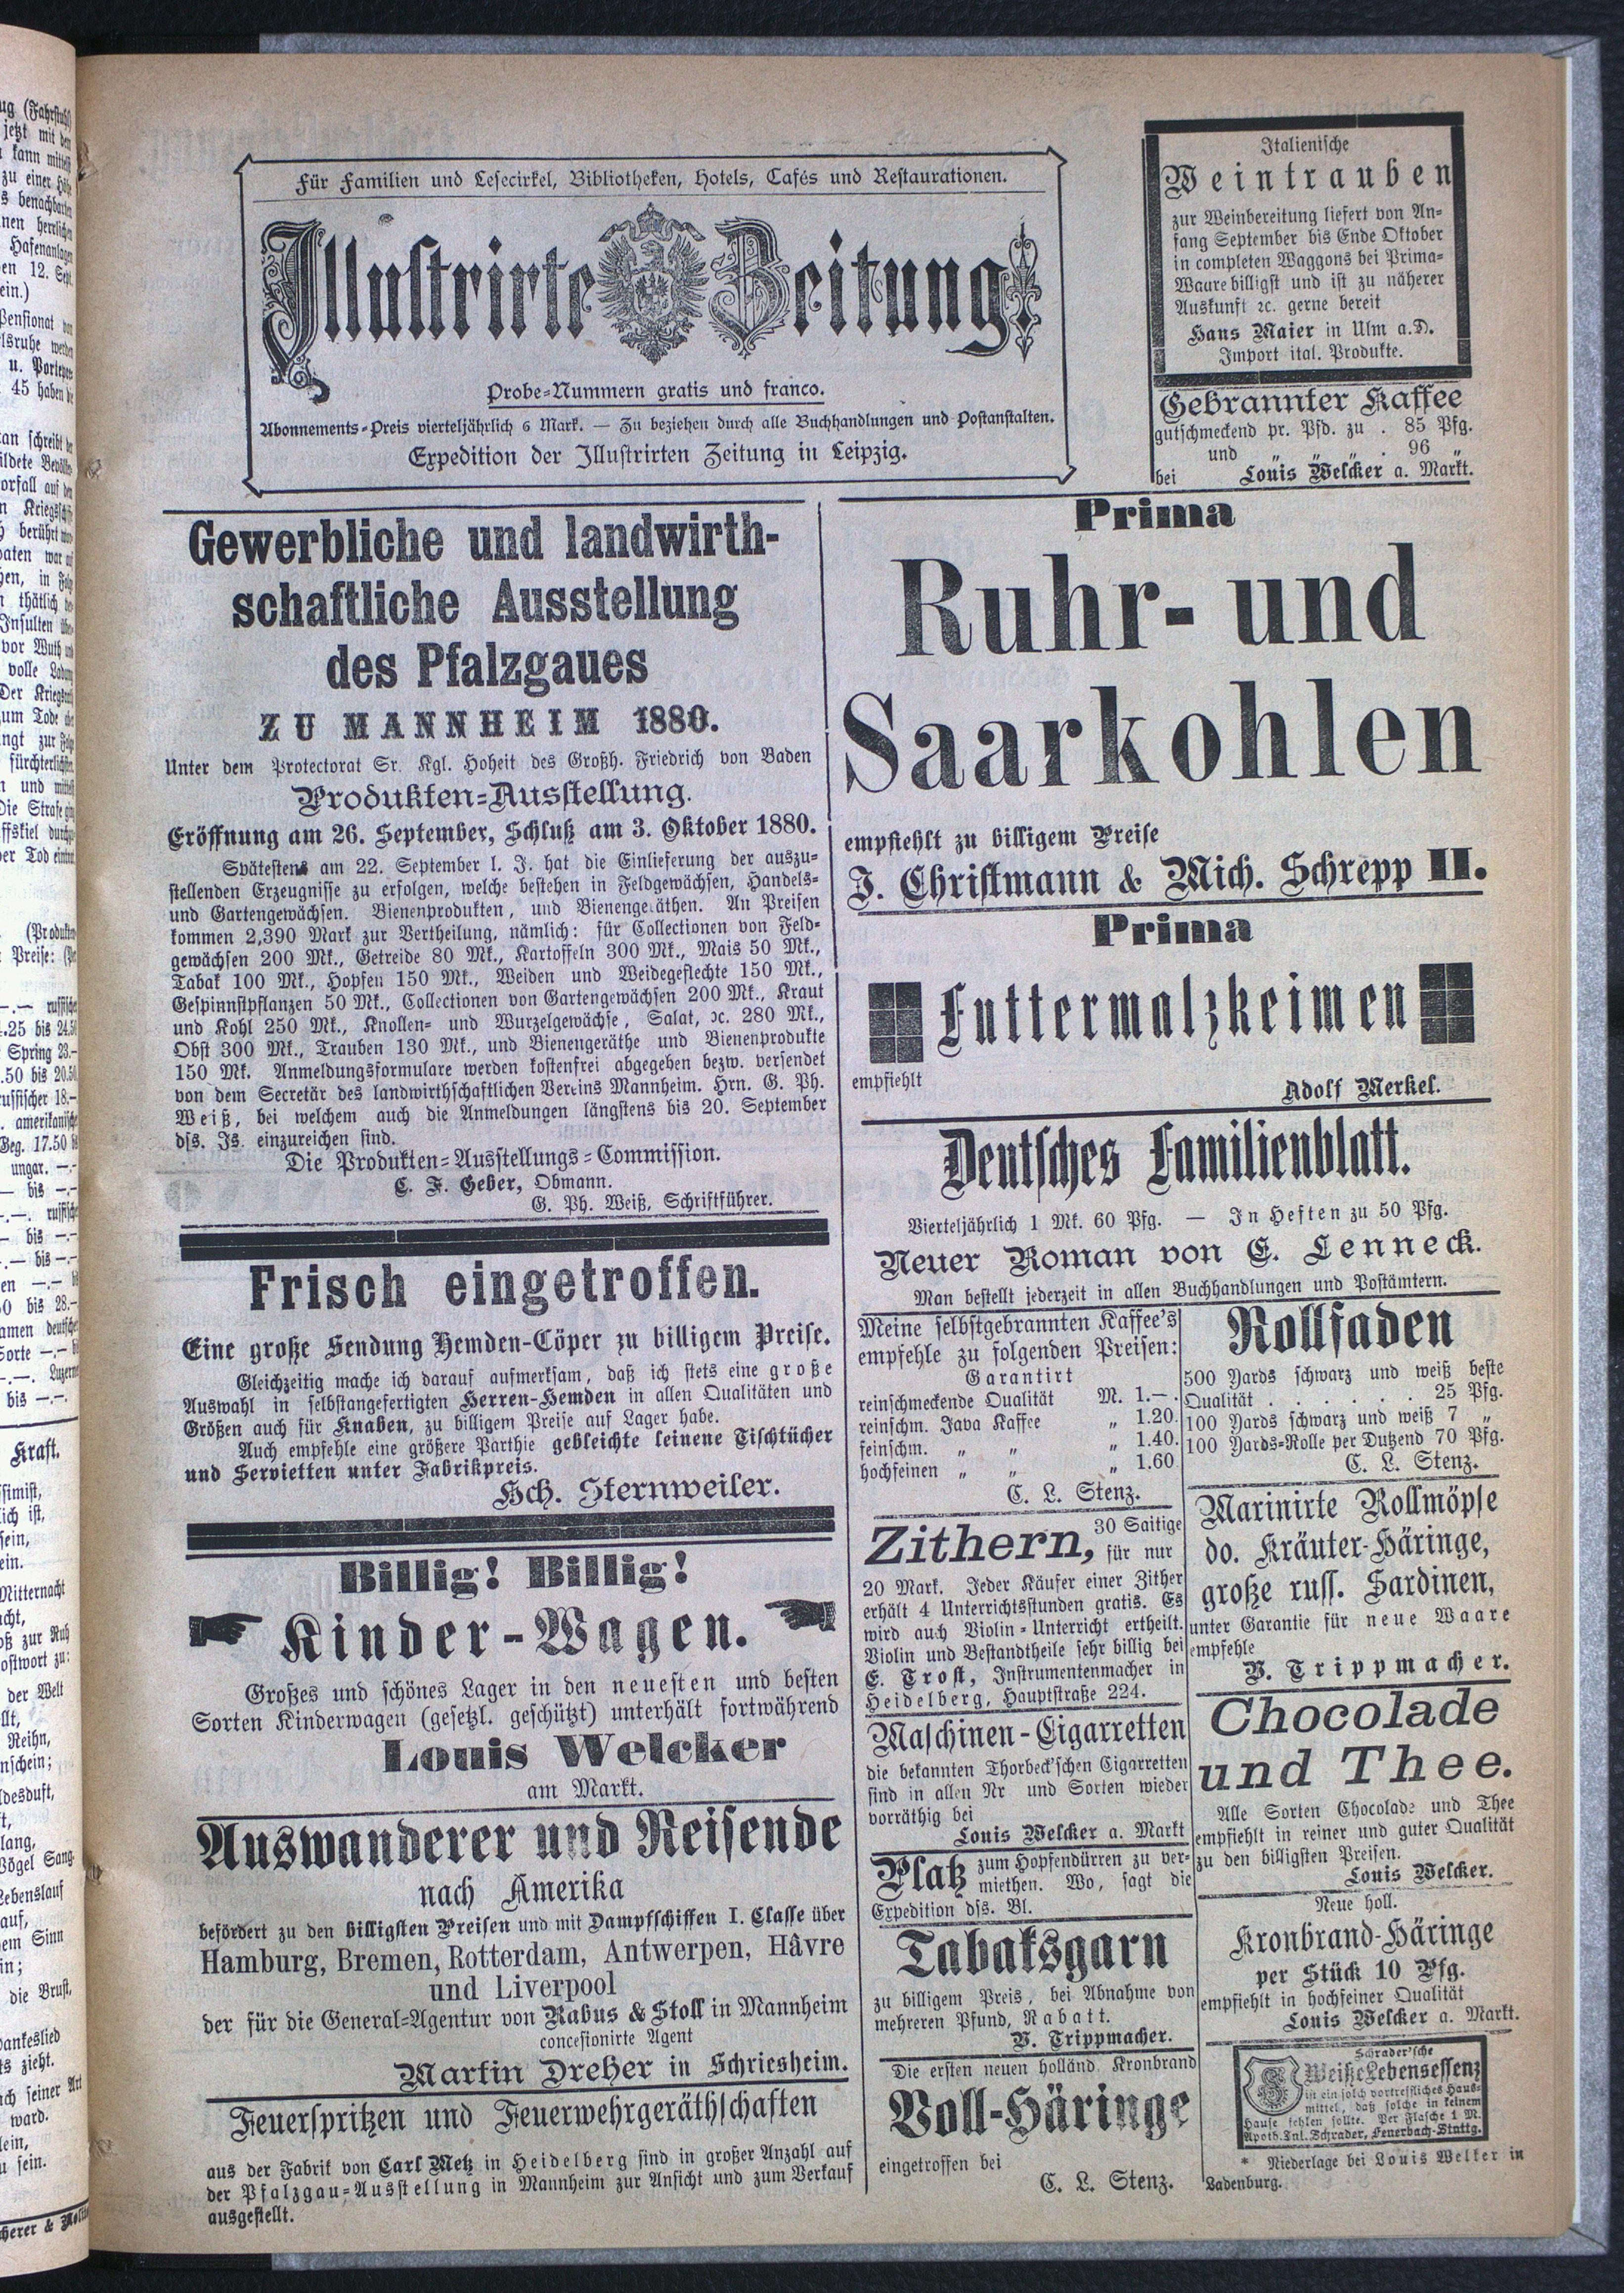 Für Familien und Lesecirkel, Bibliotheken, Hotels, Cafés und Restaurationen.
Illustrirte Zeitung
Probe-Nummern gratis und franco.
Abonnements-Preis vierteljährlich 6 Mark. — Zu beziehen durch alle Buchhandlungen und Postanstalten.
Expedition der Illustrirten Zeitung in Leipzig.
Italienische
Weintrauben
zur Weinbereitung liefert von An-
fang September bis Ende Oktober
in completen Waggons bei Prima-
Waare billigst und ist zu näherer
Auskunft ꝛc. gerne bereit
Hans Maier in Ulm a.D.
Import ital. Produkte.
Gebrannter Kaffee
gutschmeckend pr. Pfd. zu . 85 Pfg.
und „ „ . 96 „
bei Louis Welcker a. Markt.
Gewerbliche und landwirth-
schaftliche Ausstellung
des Pfalzgaues
ZU MANNHEIM 1880.
Unter dem Protectorat Sr. Kgl. Hoheit des Großh. Friedrich von Baden
Produkten-Ausstellung.
Eröffnung am 26. September, Schluß am 3. Oktober 1880.
Spätestens am 22. September l. J. hat die Einlieferung der auszu-
stellenden Erzeugnisse zu erfolgen, welche bestehen in Feldgewächsen, Handels-
und Gartengewächsen. Bienenprodukten, und Bienengeräthen. An Preisen
kommen 2,390 Mark zur Vertheilung, nämlich: für Collectionen von Feld-
gewächsen 200 Mk., Getreide 80 Mk., Kartoffeln 300 Mk., Mais 50 Mk.,
Tabak 100 Mk., Hopfen 150 Mk., Weiden und Weidegeflechte 150 Mk.,
Gespinnstpflanzen 50 Mk., Collectionen von Gartengewächsen 200 Mk., Kraut
und Kohl 250 Mk., Knollen- und Wurzelgewächse, Salat, ꝛc. 280 Mk.,
Obst 300 Mk., Trauben 130 Mk., und Bienengeräthe und Bienenprodukte
150 Mk. Anmeldungsformulare werden kostenfrei abgegeben bezw. versendet
von dem Secretär des landwirthschaftlichen Vereins Mannheim. Hrn. G. Ph.
Weiß, bei welchem auch die Anmeldungen längstens bis 20. September
dſs. Js. einzureichen sind.
Die Produkten-Ausstellungs-Commission.
C. F. Geber, Obmann.
G. Ph. Weiß, Schriftführer.
Frisch eingetroffen.
Eine große Sendung Hemden-Cöper zu billigem Preise.
Gleichzeitig mache ich darauf aufmerksam, daß ich stets eine große
Auswahl in selbstangefertigten Herren-Hemden in allen Qualitäten und
Größen auch für Knaben, zu billigem Preise auf Lager habe.
Auch empfehle eine größere Parthie gebleichte leinene Tischtücher
und Servietten unter Fabrikpreis.
Hch. Sternweiler.
Billig! Billig!
Kinder-Wagen.
Großes und schönes Lager in den neuesten und besten
Sorten Kinderwagen (gesetzl. geschützt) unterhält fortwährend
Louis Welcker
am Markt.
Auswanderer und Reisende
nach Amerika
befördert zu den billigsten Preisen und mit Dampfschiffen I. Classe über
Hamburg, Bremen, Rotterdam, Antwerpen, Hâvre
und Liverpool
der für die General-Agentur von Rabus & Stoll in Mannheim
concessionirte Agent
Martin Dreher in Schriesheim.
Feuerspritzen und Feuerwehrgeräthschaften
aus der Fabrik von Carl Metz in Heidelberg sind in großer Anzahl auf
der Pfalzgau-Ausstellung in Mannheim zur Ansicht und zum Verkauf
ausgestellt.
Prima
Ruhr- und
Saarkohlen
empfiehlt zu billigem Preise
J. Christmann & Mich. Schrepp II.
Prima
Futtermalzkeimen
empfiehlt
Adolf Merkel.
Deutsches Familienblatt.
Vierteljährlich 1 Mk. 60 Pfg. — In Heften zu 50 Pfg.
Neuer Roman von E. Lenneck.
Man bestellt jederzeit in allen Buchhandlungen und Postämtern.
Meine selbstgebrannten Kaffee's
empfehle zu folgenden Preisen:
Garantirt
reinschmeckende Qualität M. 1.—.
reinschm. Java Kaffee „ 1.20.
feinschm. „ „ „ 1.40.
hochfeinen „ „ „ 1.60
C. L. Stenz.
Zithern, 30 Saitige
für nur
20 Mark. Jeder Käufer einer Zither
erhält 4 Unterrichtsstunden gratis. Es
wird auch Violin-Unterricht ertheilt.
Violin und Bestandtheile sehr billig bei
E. Trost, Instrumentenmacher in
Heidelberg, Hauptstraße 224.
Maschinen-Cigarretten
die bekannten Thorbeck'schen Cigarretten
sind in allen Nr und Sorten wieder
vorräthig bei
Louis Welcker a. Markt
Platz zum Hopfendürren zu ver-
miethen. Wo, sagt die
Expedition dſs. Bl.
Tabaksgarn
zu billigem Preis, bei Abnahme von
mehreren Pfund, Rabatt.
V. Trippmacher.
Die ersten neuen holländ. Kronbrand
Voll-Häringe
eingetroffen bei
C. L. Stenz.
Rollfaden
500 Yards schwarz und weiß beste
Qualität . . . . . . 25 Pfg.
100 Yards schwarz und weiß 7 „
100 Yards-Rolle per Dutzend 70 Pfg.
C. L. Stenz.
Marinirte Rollmöpse
do. Kräuter-Häringe,
große russ. Sardinen,
unter Garantie für neue Waare
empfehle
V. Trippmacher.
Chocolade
und Thee.
Alle Sorten Chocolade und Thee
empfiehlt in reiner und guter Qualität
zu den billigsten Preisen.
Louis Welcker.
Neue holl.
Kronbrand-Häringe
per Stück 10 Pfg.
empfiehlt in hochfeiner Qualität
Louis Welcker a. Markt.
Schrader'sche
Weiße Lebensessenz
ist ein solch vortreffliches Haus-
mittel, daß solche in keinem
Hause fehlen sollte. Per Flasche 1 M.
Apoth. Jul. Schrader, Feuerbach-Stuttg.
* Niederlage bei Louis Welker in
Ladenburg.